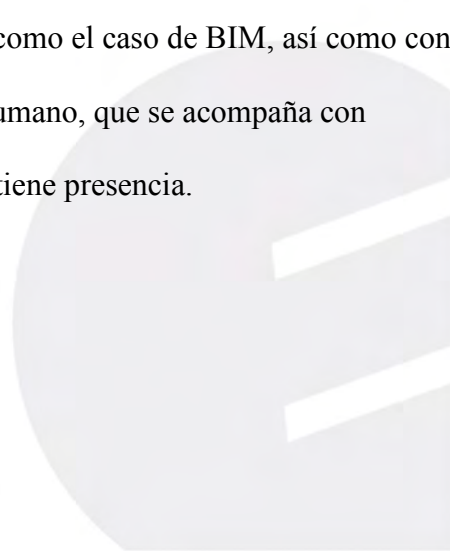 como el caso de BIM, así como con
umano, que se acompaña con
tiene presencia.